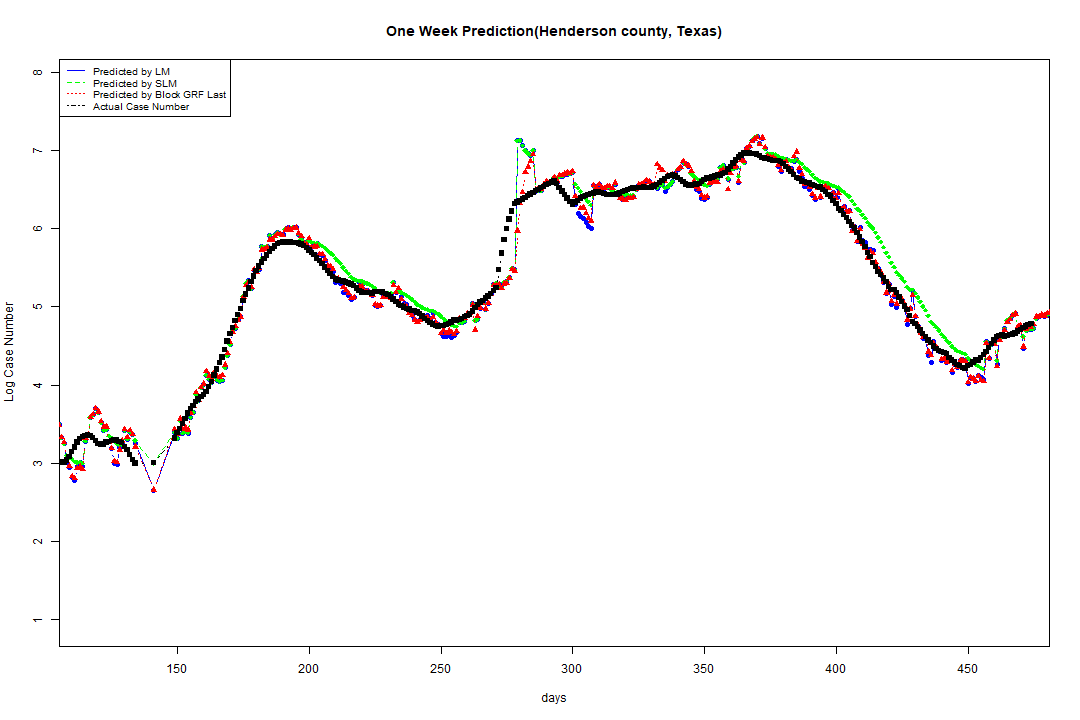 One Week Prediction(Henderson county, Texas)
Predicted by LM
Predicted by SLM
Predicted by Block GRF Last
Actual Case Number
8
7
6
5
4
3
2
1
Log Case Number
150 200 250 300 350 400 450
days